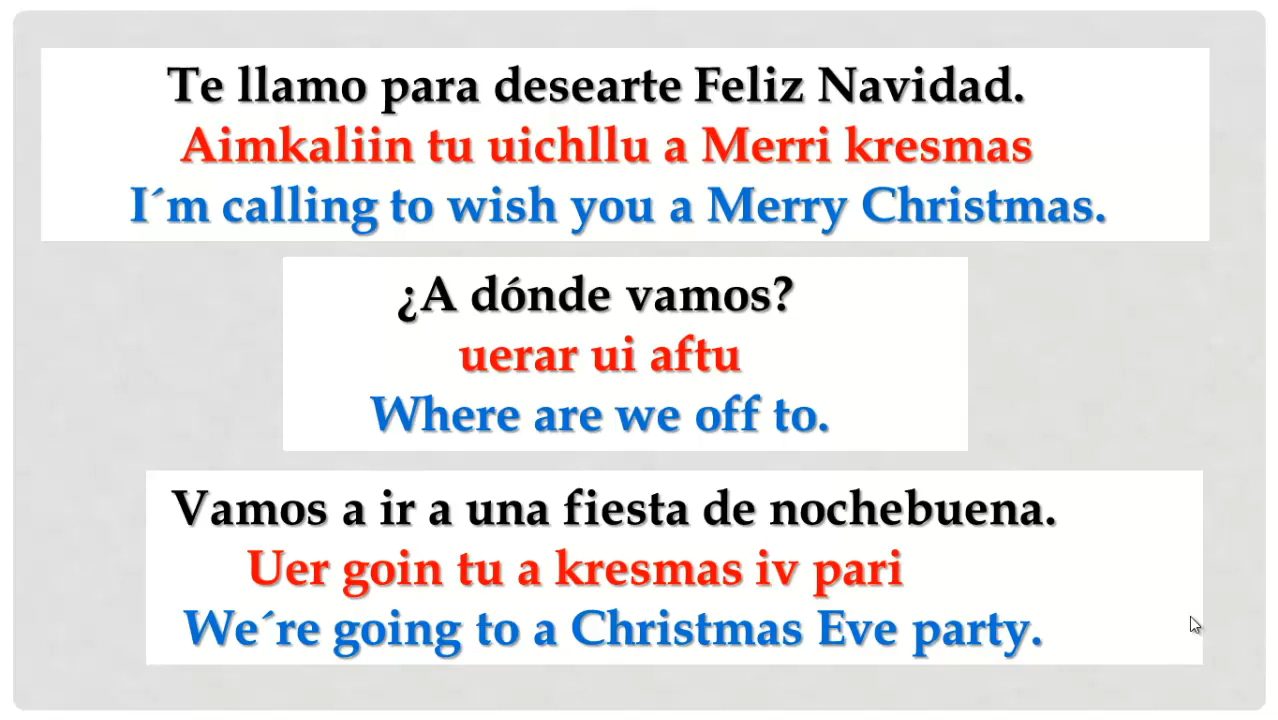 Te llamo para desearte Feliz Navidad.
Aimkaliin tu uichllu a Merri kresmas
I´m calling to wish you a Merry Christmas.
¿A dónde vamos?
uerar ui aftu
Where are we off to.
Vamos a ir a una fiesta de nochebuena.
Uer goin tu a kresmas iv pari
We´re going to a Christmas Eve party.